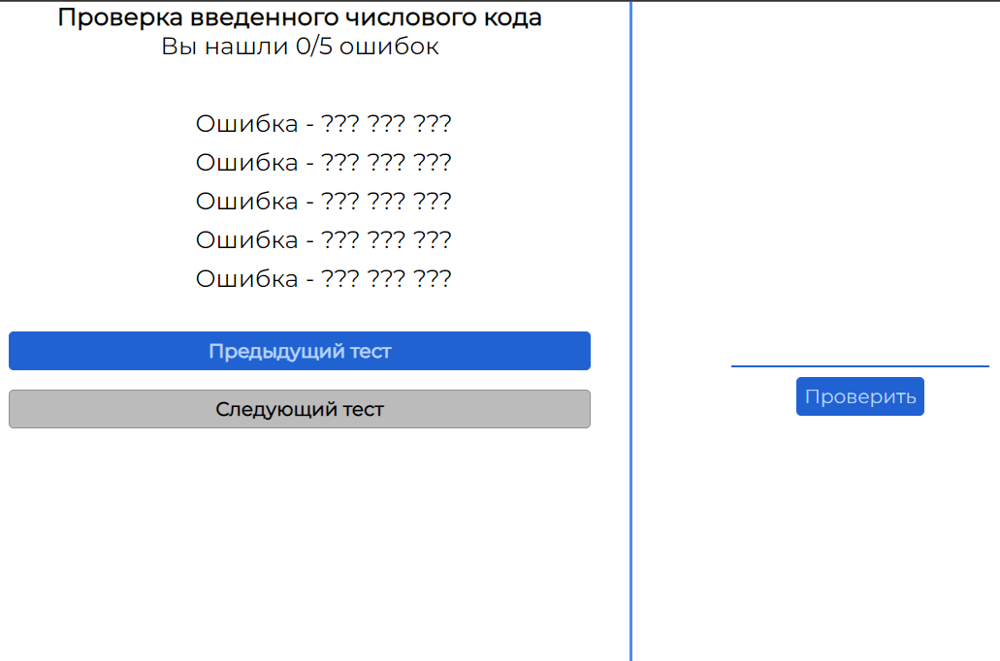 Проверка введенного числового кода
Вы нашли 0/5 ошибок
Ошибка - ??? ??? ???
Ошибка - ??? ??? ???
Ошибка - ??? ??? ???
Ошибка - ??? ??? ???
Ошибка - ??? ??? ???
Предыдущий тест
Следующий тест
Проверить